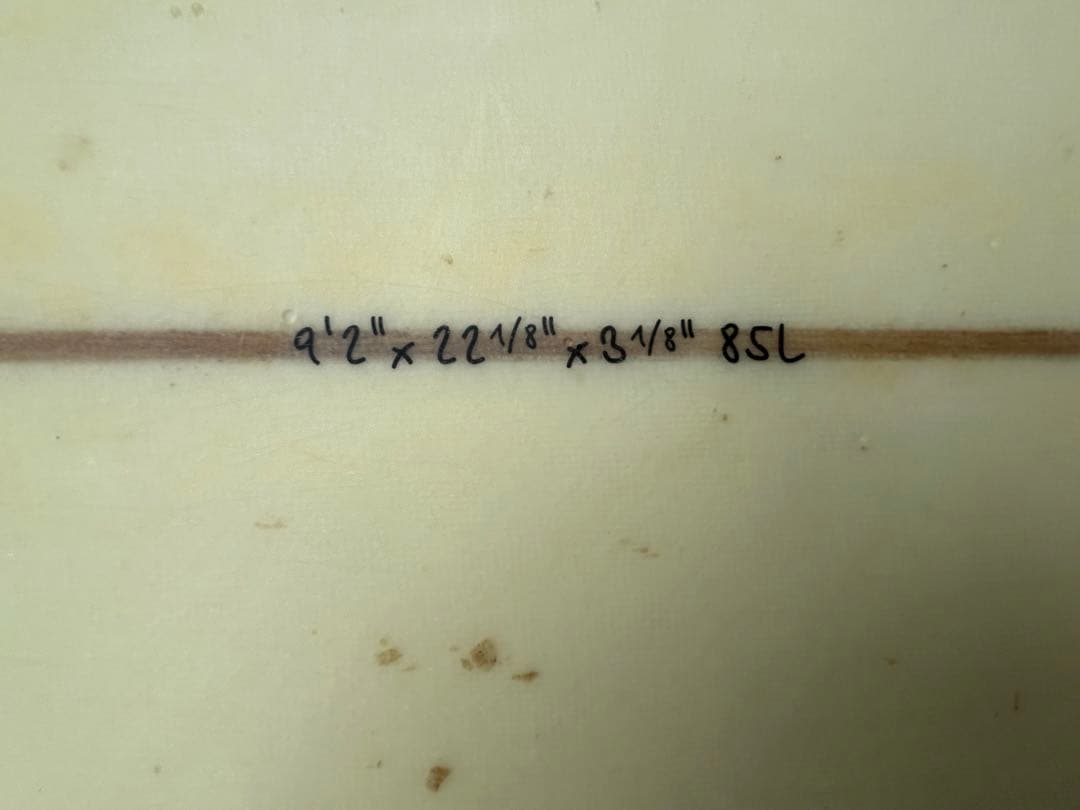 9'2" x 22 1/8" x 3 1/8" 85L